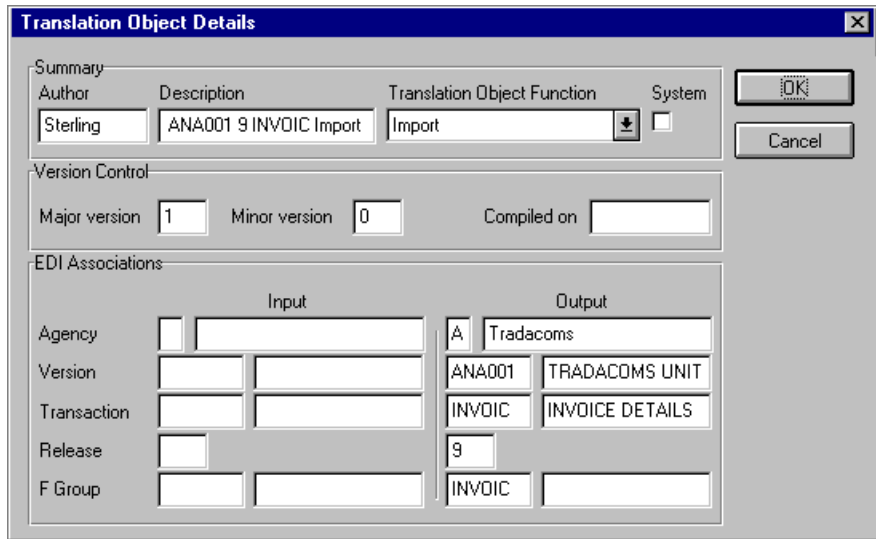 Translation Object Details
Summary
Author Description Translation Object Function System
Sterling ANA001 9 INVOIC Import Import
OK
Cancel
Version Control
Major version 1 Minor version 0 Compiled on
EDI Associations
Input Output
Agency A Tradacoms
Version ANA001 TRADACOMS UNIT
Transaction INVOIC INVOICE DETAILS
Release 9
F Group INVOIC